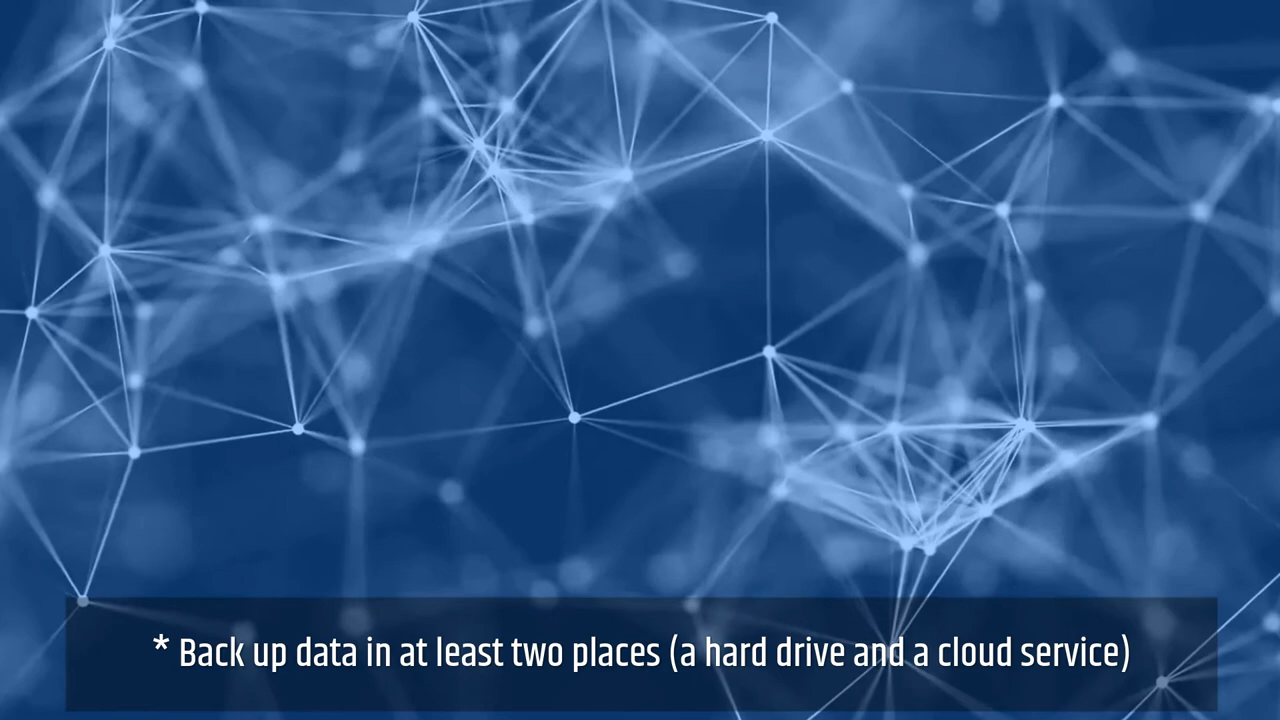 * Back up data in at least two places (a hard drive and a cloud service)